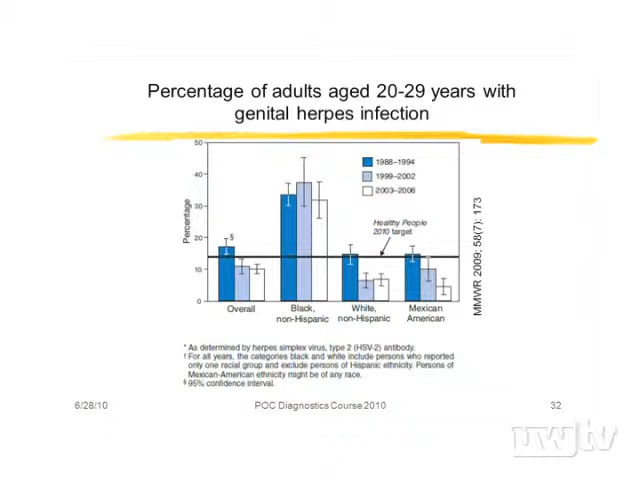 Percentage of adults aged 20-29 years with
genital herpes infection
50
40
30
20
10
0
Percentage
§
1988–1994
1999–2002
2003–2006
Healthy People
2010 target
Overall
Black,
non-Hispanic
White,
non-Hispanic
Mexican
American
MMWR 2009; 58(7): 173
* As determined by herpes simplex virus, type 2 (HSV-2) antibody.
† For all years, the categories black and white include persons who reported
only one racial group and exclude persons of Hispanic ethnicity. Persons of
Mexican-American ethnicity might be of any race.
§ 95% confidence interval.
6/28/10
POC Diagnostics Course 2010
32
uwtv